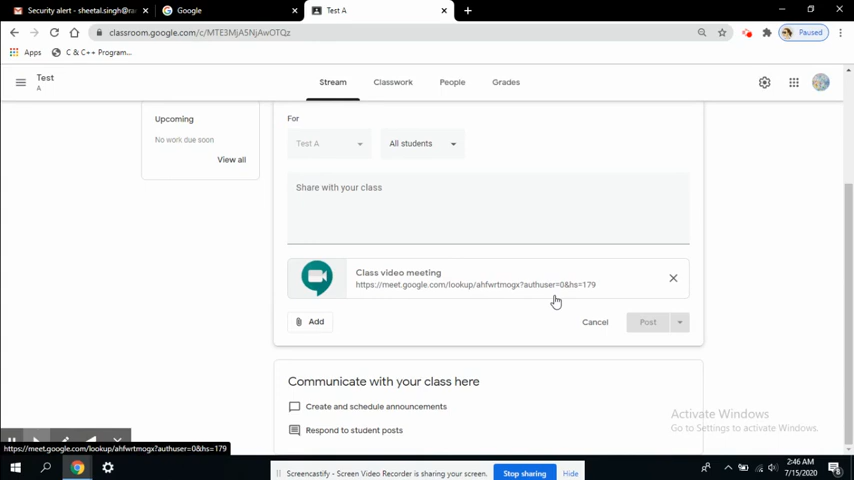 Security alert - sheetal.singh@ra
Google
Test A
classroom.google.com/c/MTE3MjA5NjAwOTQz
Paused
Apps
C & C++ Program...
Test
A
Stream
Classwork
People
Grades
Upcoming
No work due soon
View all
For
Test A
All students
Share with your class
Class video meeting
https://meet.google.com/lookup/ahfwrtmogx?authuser=0&hs=179
Add
Cancel
Post
Communicate with your class here
Create and schedule announcements
Respond to student posts
Activate Windows
Go to Settings to activate Windows.
https://meet.google.com/lookup/ahfwrtmogx?authuser=0&hs=179
Screencastify - Screen Video Recorder is sharing your screen.
Stop sharing
Hide
2:46 AM
7/15/2020